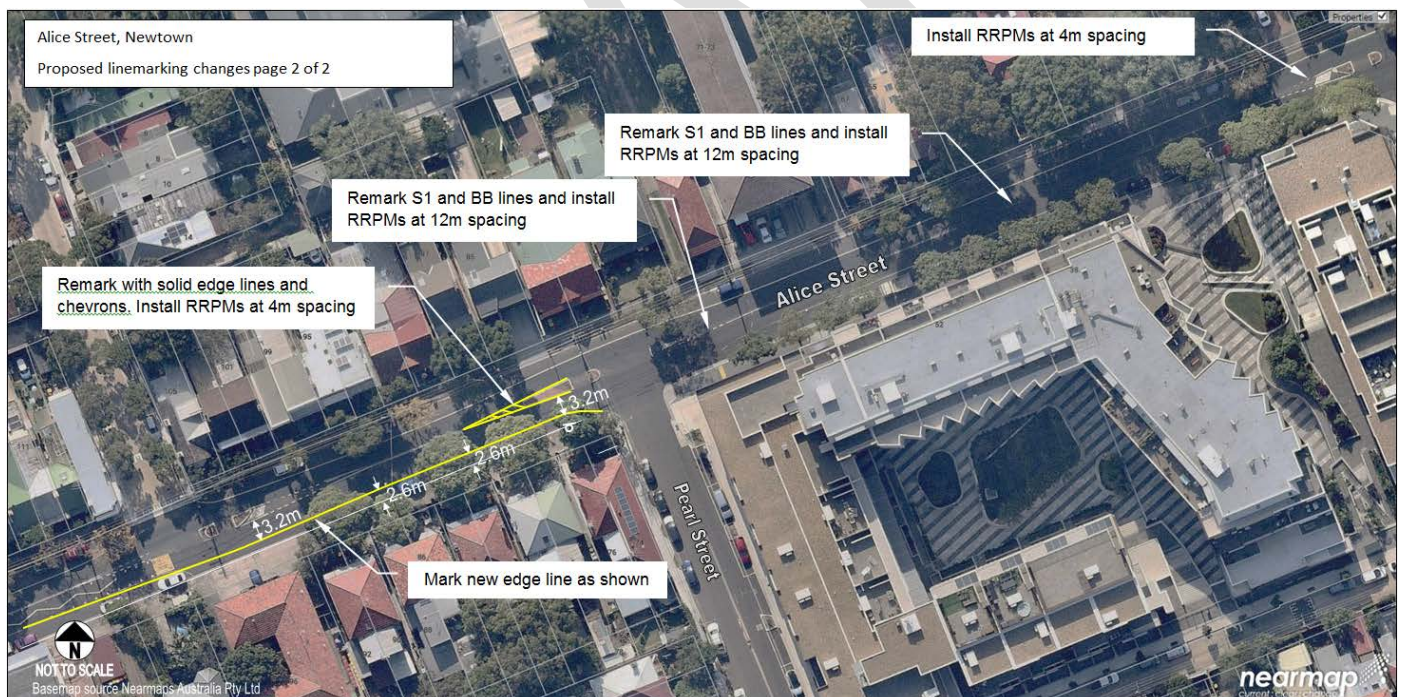 Alice Street, Newtown
Proposed linemarking changes page 2 of 2
Properties
Install RRPMs at 4m spacing
Remark S1 and BB lines and install
RRPMs at 12m spacing
Remark S1 and BB lines and install
RRPMs at 12m spacing
Remark with solid edge lines and
chevrons. Install RRPMs at 4m spacing
Alice Street
3.2m
2.6m
2.6m
3.2m
Pearl Street
Mark new edge line as shown
52
N
NOT TO SCALE
Basemap source Nearmaps Australia Pty Ltd
nearmap